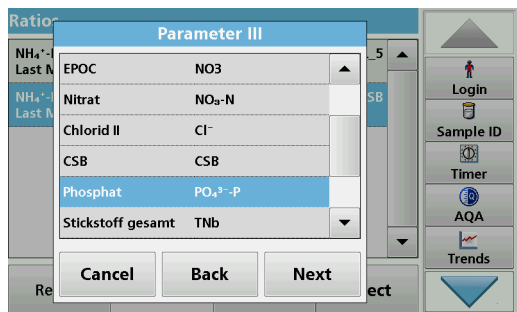 Ratios
Parameter III
NH₄⁺-
Last M
_5
NH₄⁺-
Last M
SB
EPOC NO3
Nitrat NO₃-N
Chlorid II Cl⁻
CSB CSB
Phosphat PO₄³⁻-P
Stickstoff gesamt TNb
Cancel Back Next
Re
ect
Login
Sample ID
Timer
AQA
Trends